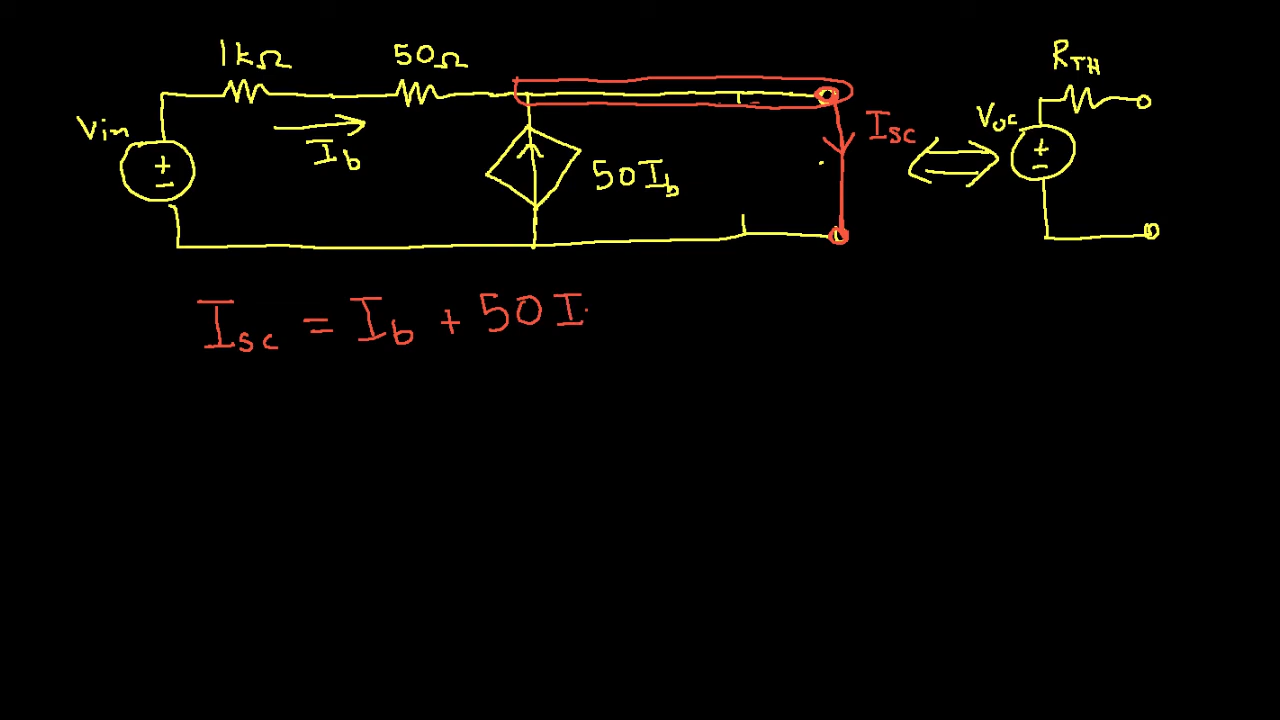 1kΩ 50Ω RTH
Vin Ib 50Ib Isc Voc
+ +
− −
Isc = Ib + 50I